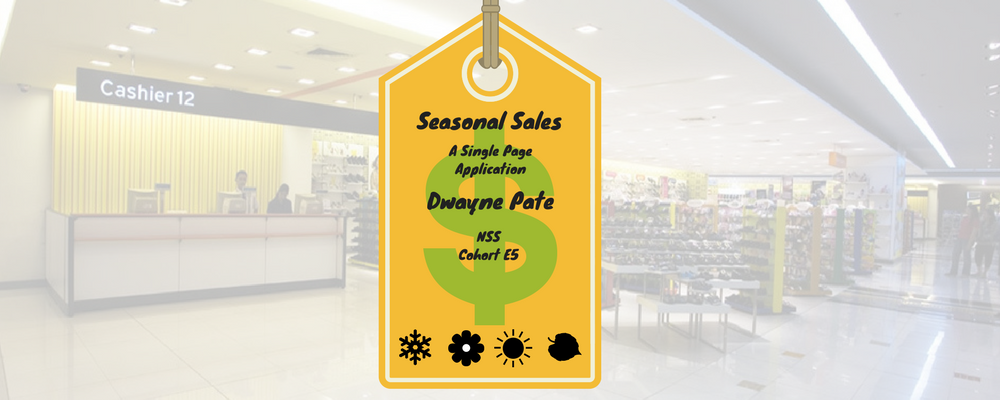 Cashier 12
Seasonal Sales
A Single Page
Application
Dwayne Pate
NSS
Cohort E5
$